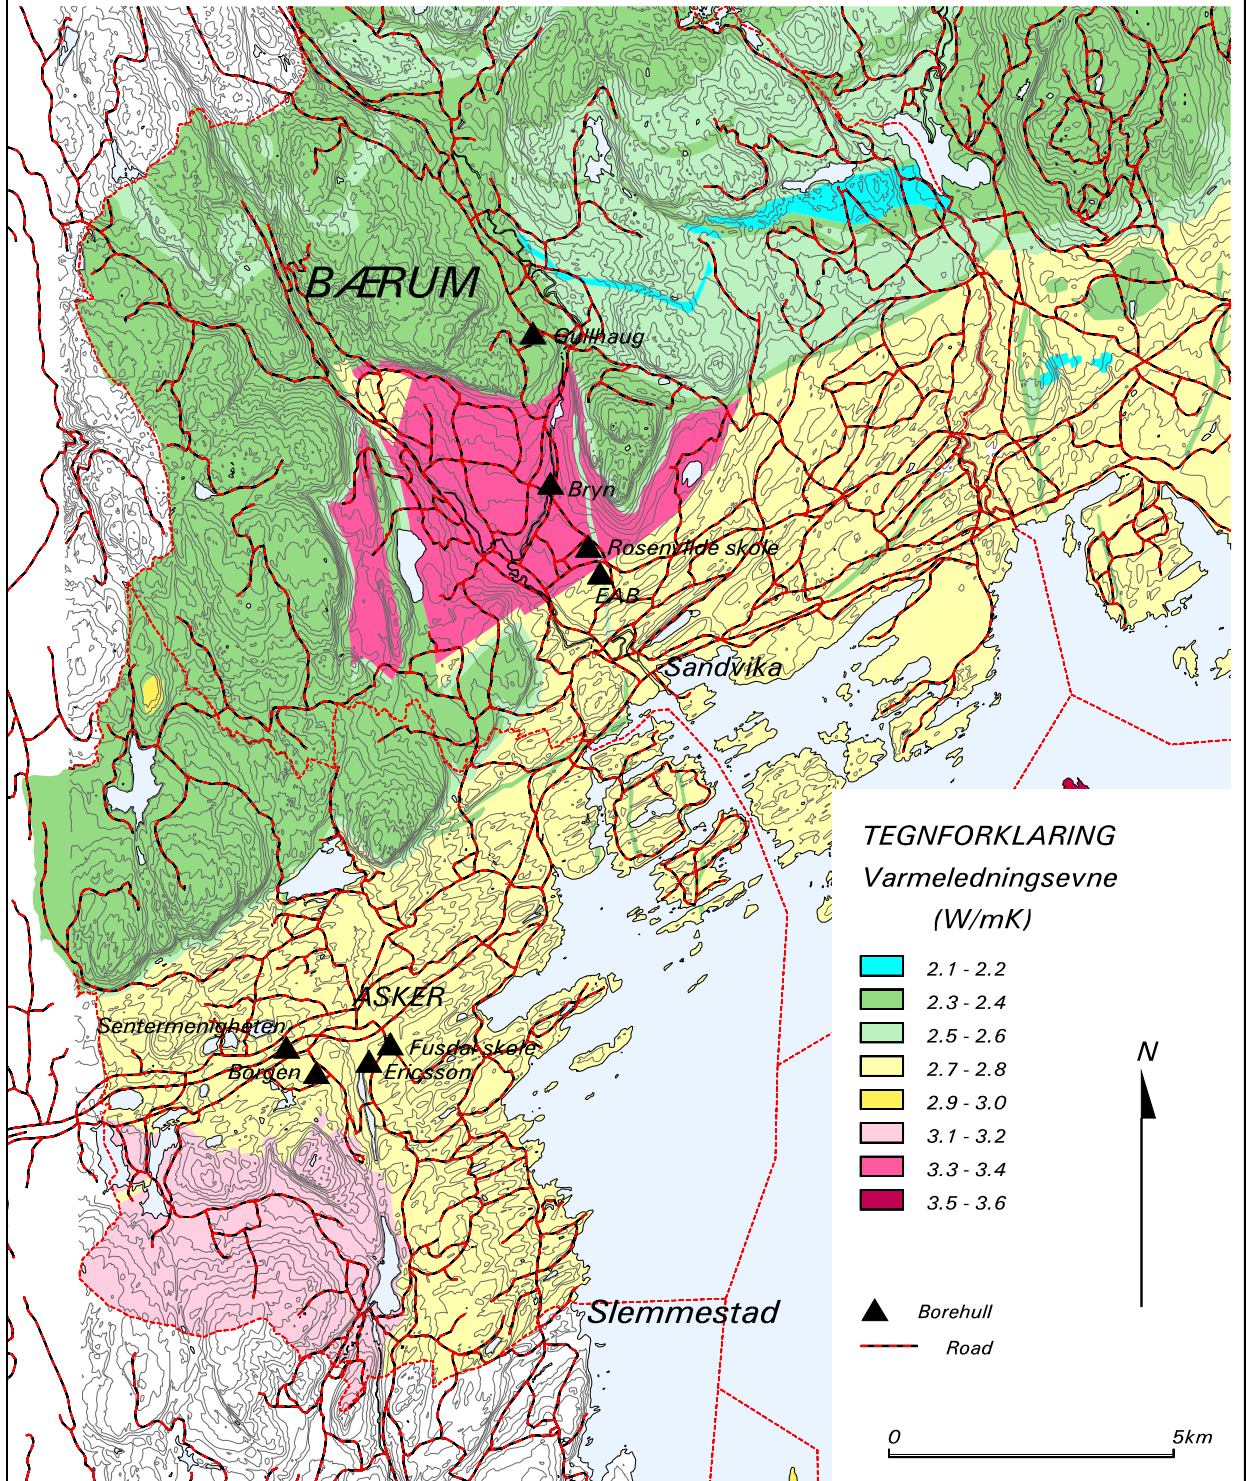 BÆRUM
Gullhaug
Bryn
Rosenvilde skole
EAB
Sandvika
ASKER
Sentermenigheten
Fusdal skole
Borgen
Ericsson
Slemmestad
TEGNFORKLARING
Varmeledningsevne
(W/mK)
2.1 - 2.2
2.3 - 2.4
2.5 - 2.6
2.7 - 2.8
2.9 - 3.0
3.1 - 3.2
3.3 - 3.4
3.5 - 3.6
N
Borehull
Road
0 5km